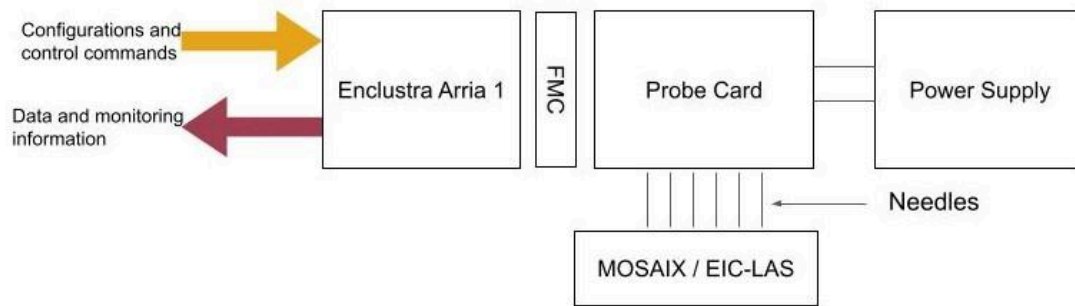 Configurations and
control commands
Data and monitoring
information
Enclustra Arria 1
FMC
Probe Card
Power Supply
Needles
MOSAIX / EIC-LAS